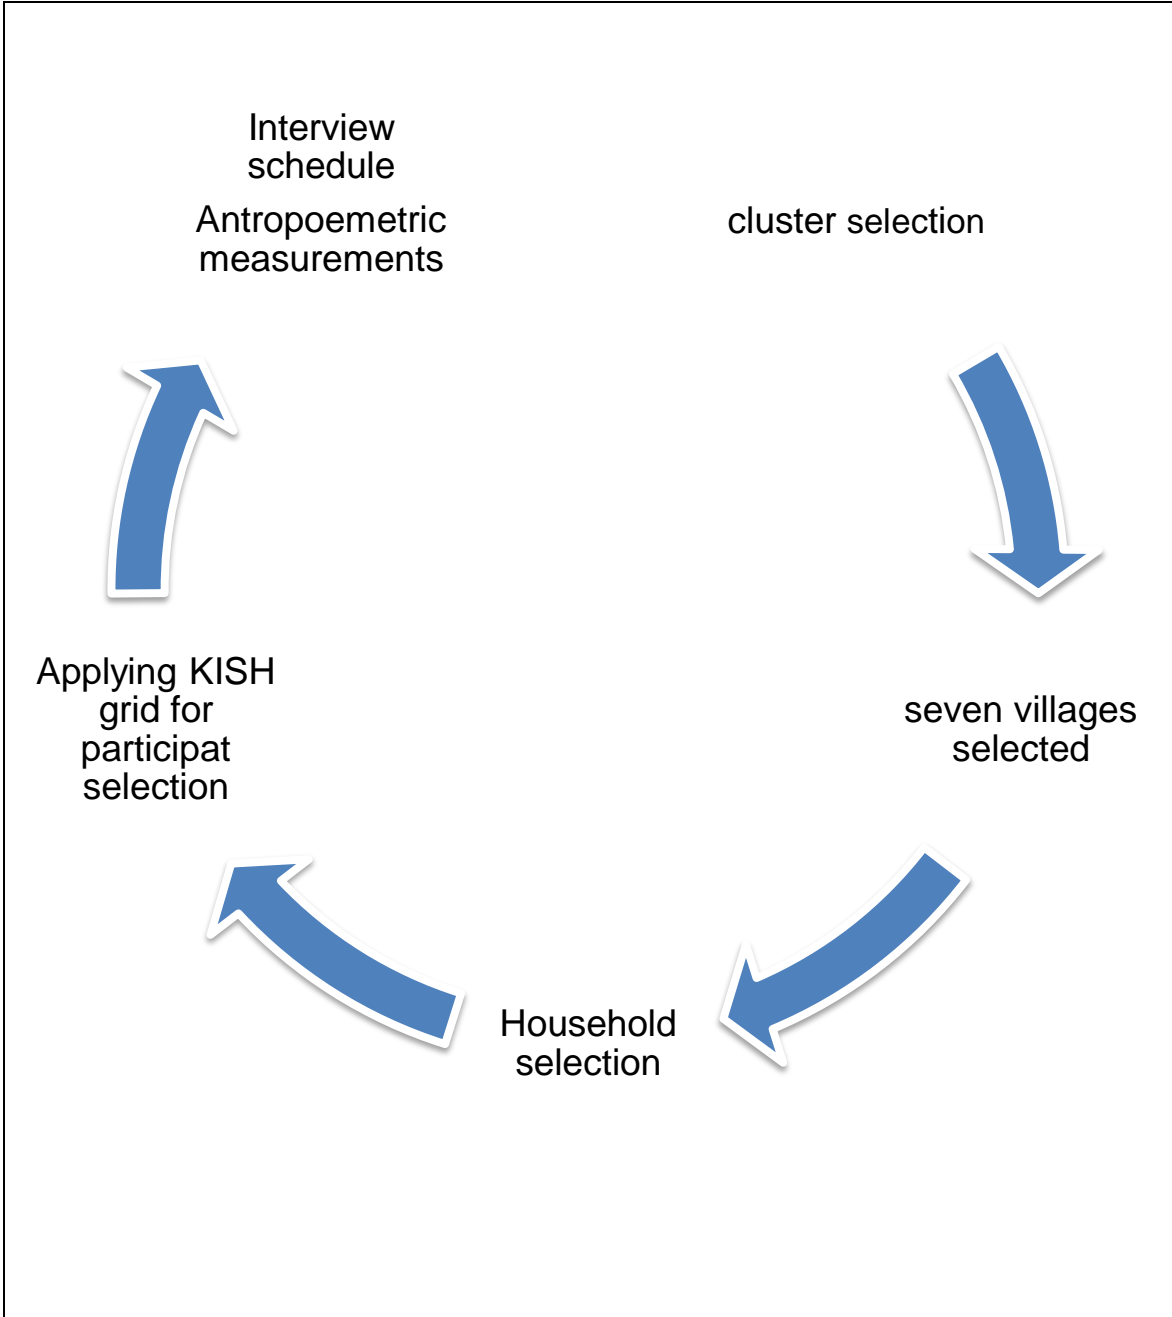 Interview
schedule
Antropoemetric
measurements
cluster selection
seven villages
selected
Household
selection
Applying KISH
grid for
participat
selection